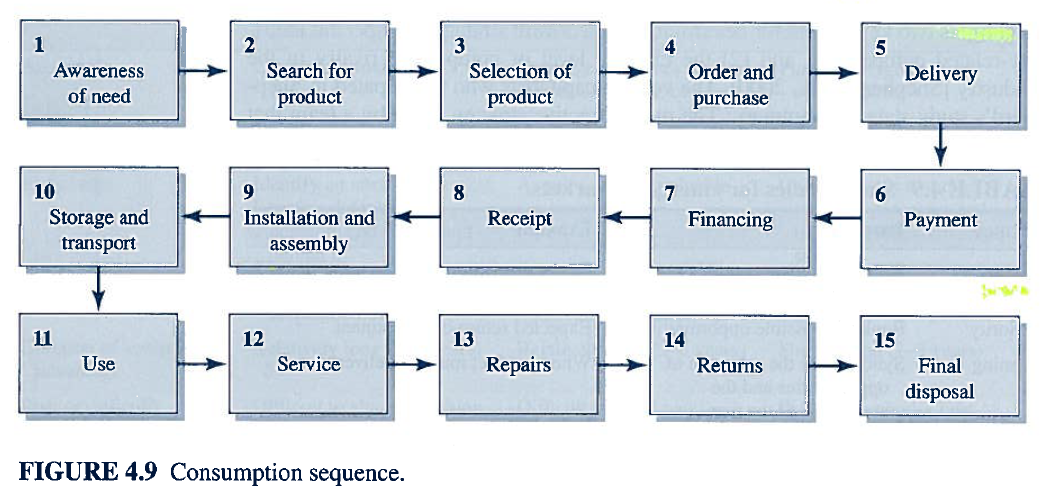 1
Awareness
of need
2
Search for
product
3
Selection of
product
4
Order and
purchase
5
Delivery
10
Storage and
transport
9
Installation and
assembly
8
Receipt
7
Financing
6
Payment
11
Use
12
Service
13
Repairs
14
Returns
15
Final
disposal
FIGURE 4.9 Consumption sequence.